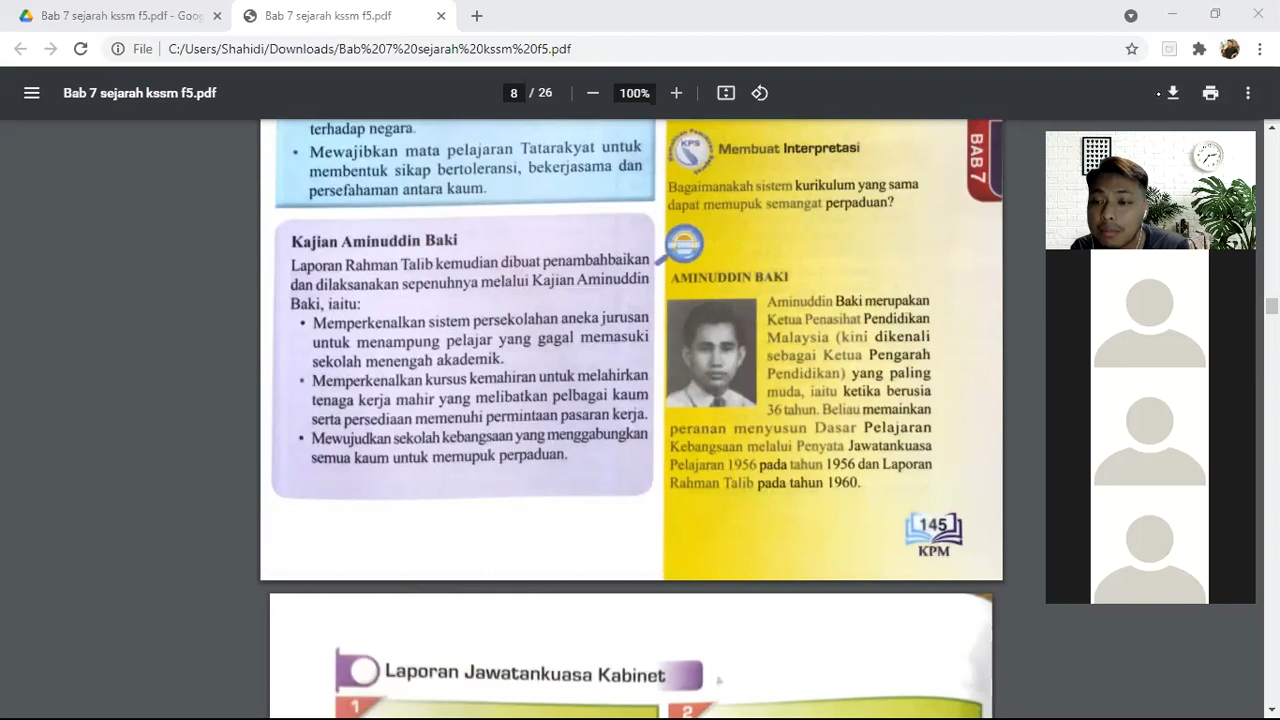 Bab 7 sejarah kssm f5.pdf - Goog
Bab 7 sejarah kssm f5.pdf
File
C:/Users/Shahidi/Downloads/Bab%207%20sejarah%20kssm%20f5.pdf
Bab 7 sejarah kssm f5.pdf
8 / 26
100%
terhadap negara.
• Mewajibkan mata pelajaran Tatarakyat untuk
membentuk sikap bertoleransi, bekerjasama dan
persefahaman antara kaum.
Kajian Aminuddin Baki
Laporan Rahman Talib kemudian dibuat penambahbaikan
dan dilaksanakan sepenuhnya melalui Kajian Aminuddin
Baki, iaitu:
• Memperkenalkan sistem persekolahan aneka jurusan
untuk menampung pelajar yang gagal memasuki
sekolah menengah akademik.
• Memperkenalkan kursus kemahiran untuk melahirkan
tenaga kerja mahir yang melibatkan pelbagai kaum
serta persediaan memenuhi permintaan pasaran kerja.
• Mewujudkan sekolah kebangsaan yang menggabungkan
semua kaum untuk memupuk perpaduan.
KPS
Membuat Interpretasi
Bagaimanakah sistem kurikulum yang sama
dapat memupuk semangat perpaduan?
AMINUDDIN BAKI
Aminuddin Baki merupakan
Ketua Penasihat Pendidikan
Malaysia (kini dikenali
sebagai Ketua Pengarah
Pendidikan) yang paling
muda, iaitu ketika berusia
36 tahun. Beliau memainkan
peranan menyusun Dasar Pelajaran
Kebangsaan melalui Penyata Jawatankuasa
Pelajaran 1956 pada tahun 1956 dan Laporan
Rahman Talib pada tahun 1960.
BAB 7
145
KPM
Laporan Jawatankuasa Kabinet
1
2